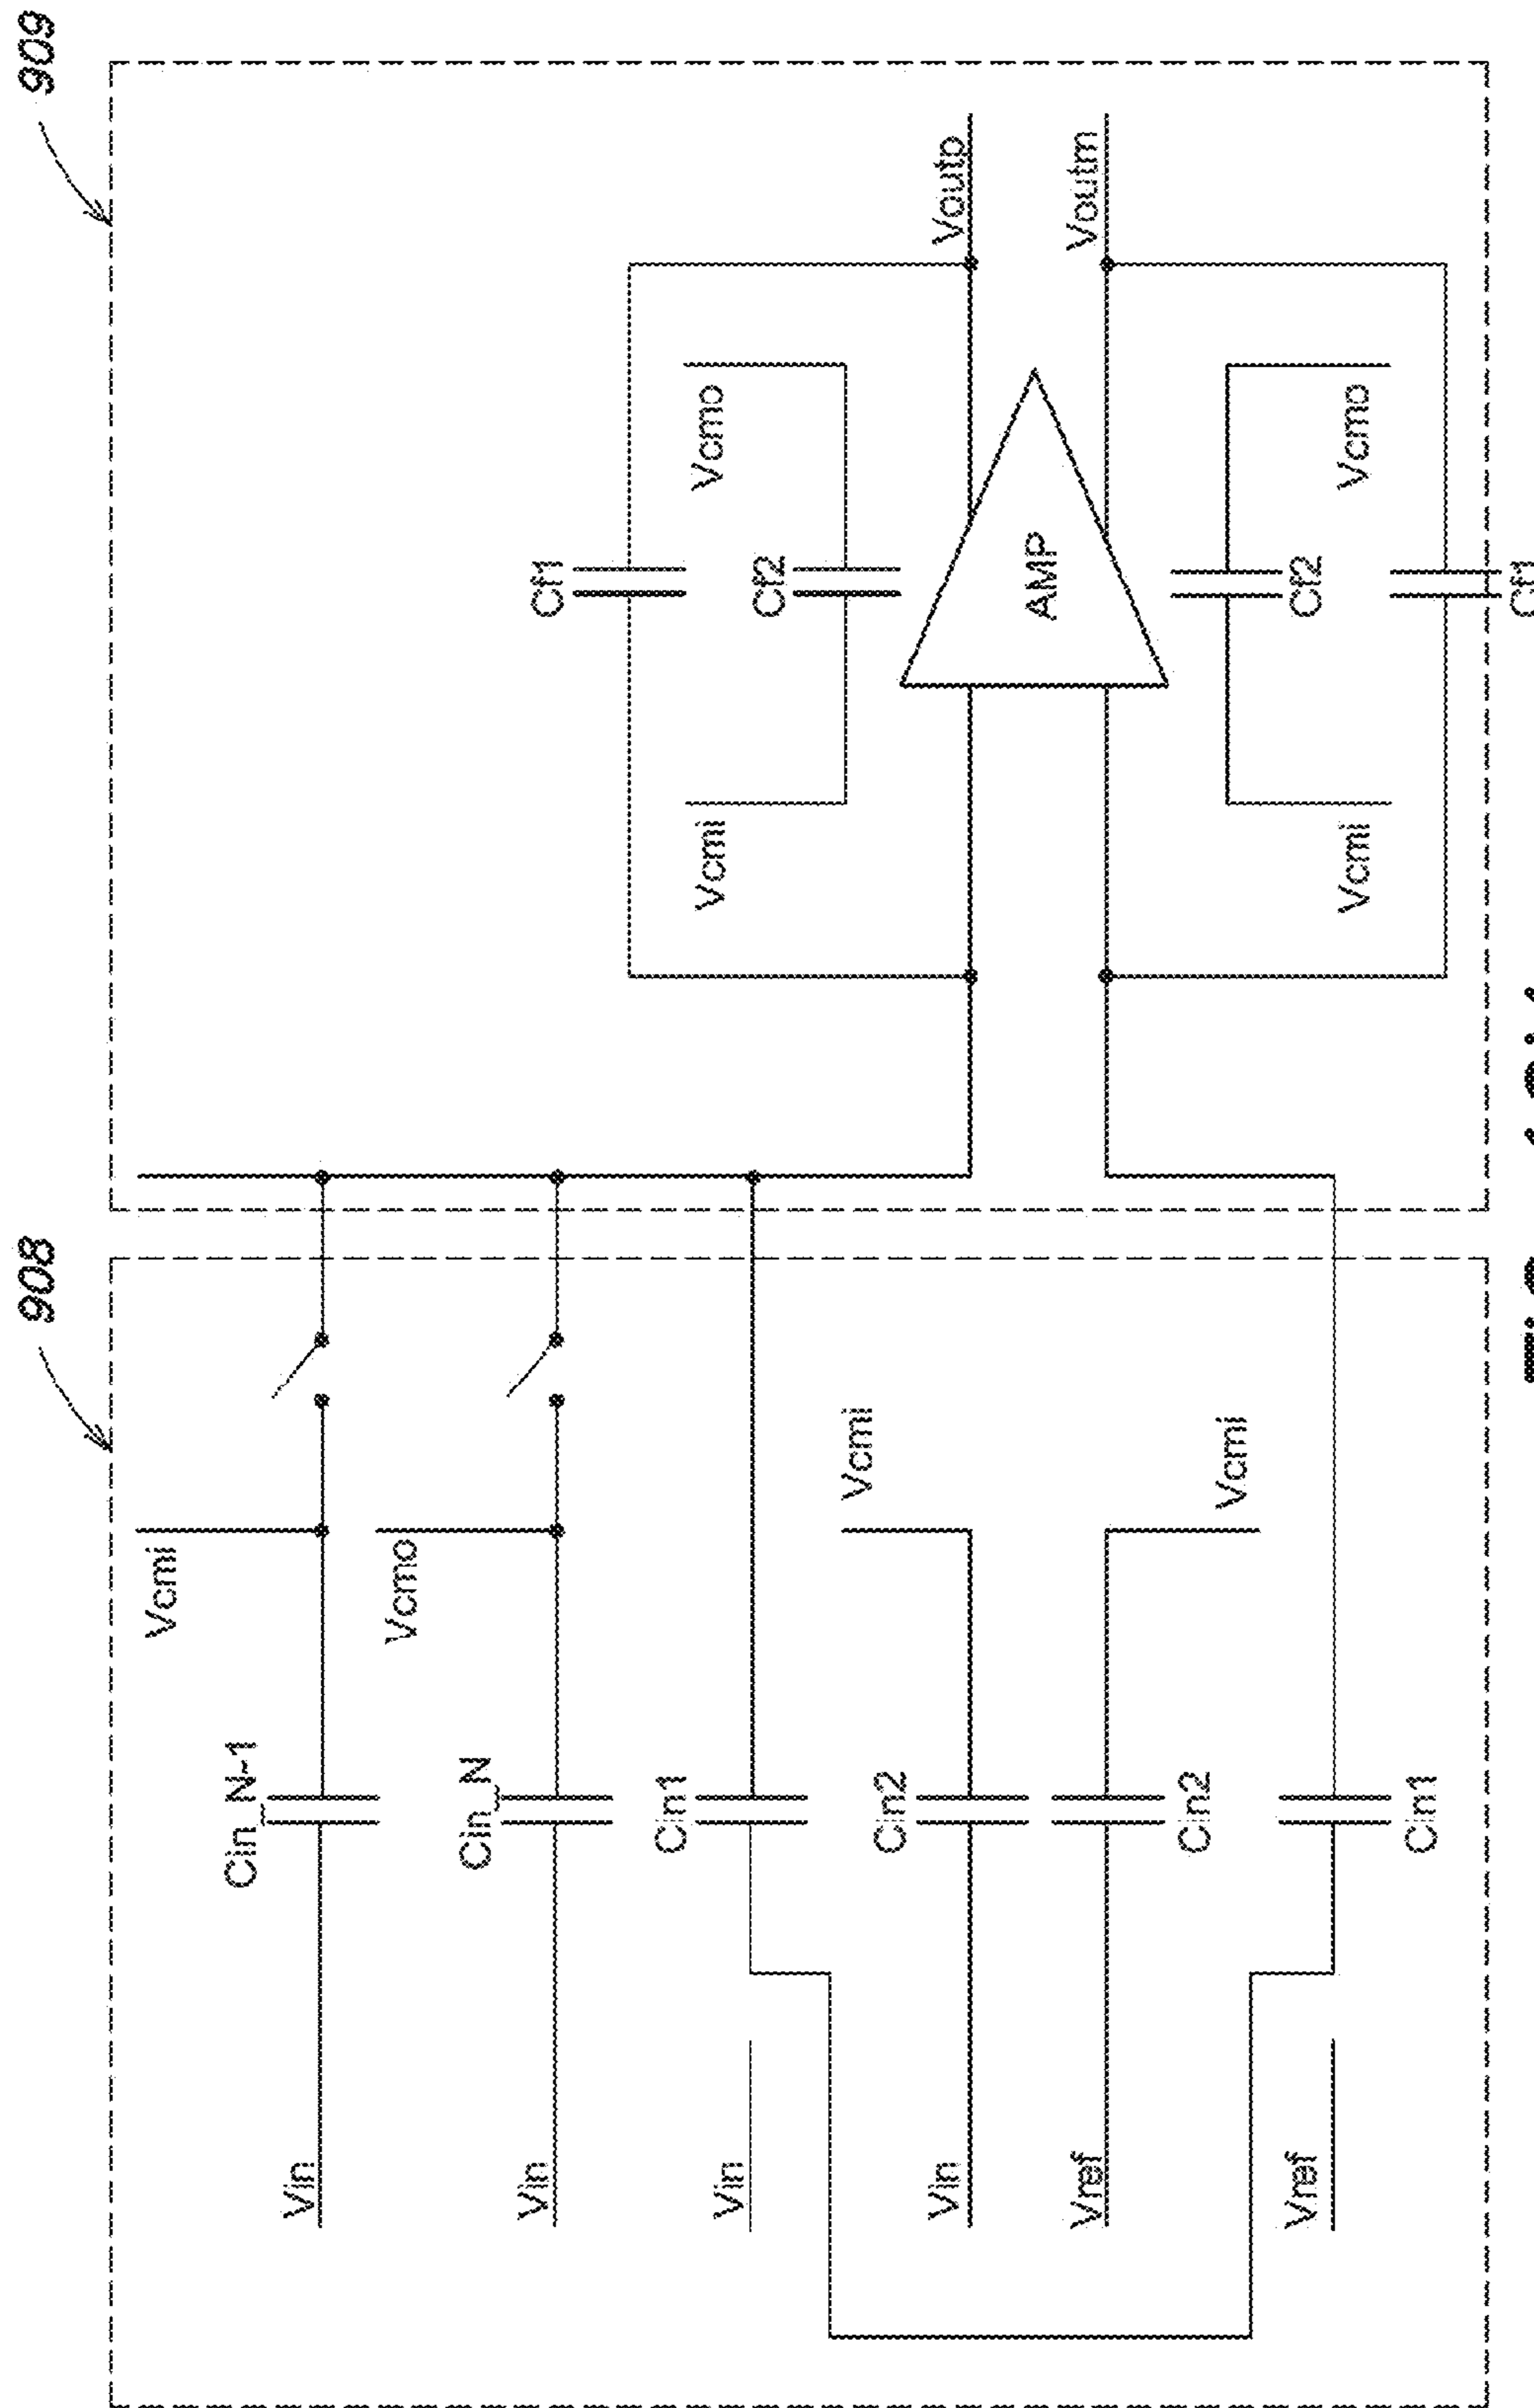 908
909
Vin
Cin_N-1
Vcmi
Vin
Cin_N
Vcmo
Vin
Cin1
Vin
Cin2
Vcmi
Vref
Cin2
Vcmi
Vref
Cin1
Cf1
Vcmi
Cf2
Vcmo
Voutp
AMP
Voutm
Vcmi
Cf2
Vcmo
Cf1